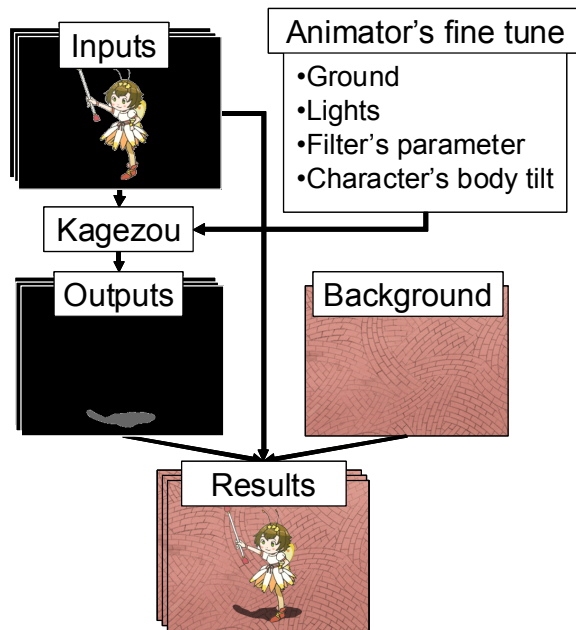 Inputs
Animator's fine tune
•Ground
•Lights
•Filter's parameter
•Character's body tilt
Kagezou
Outputs
Background
Results